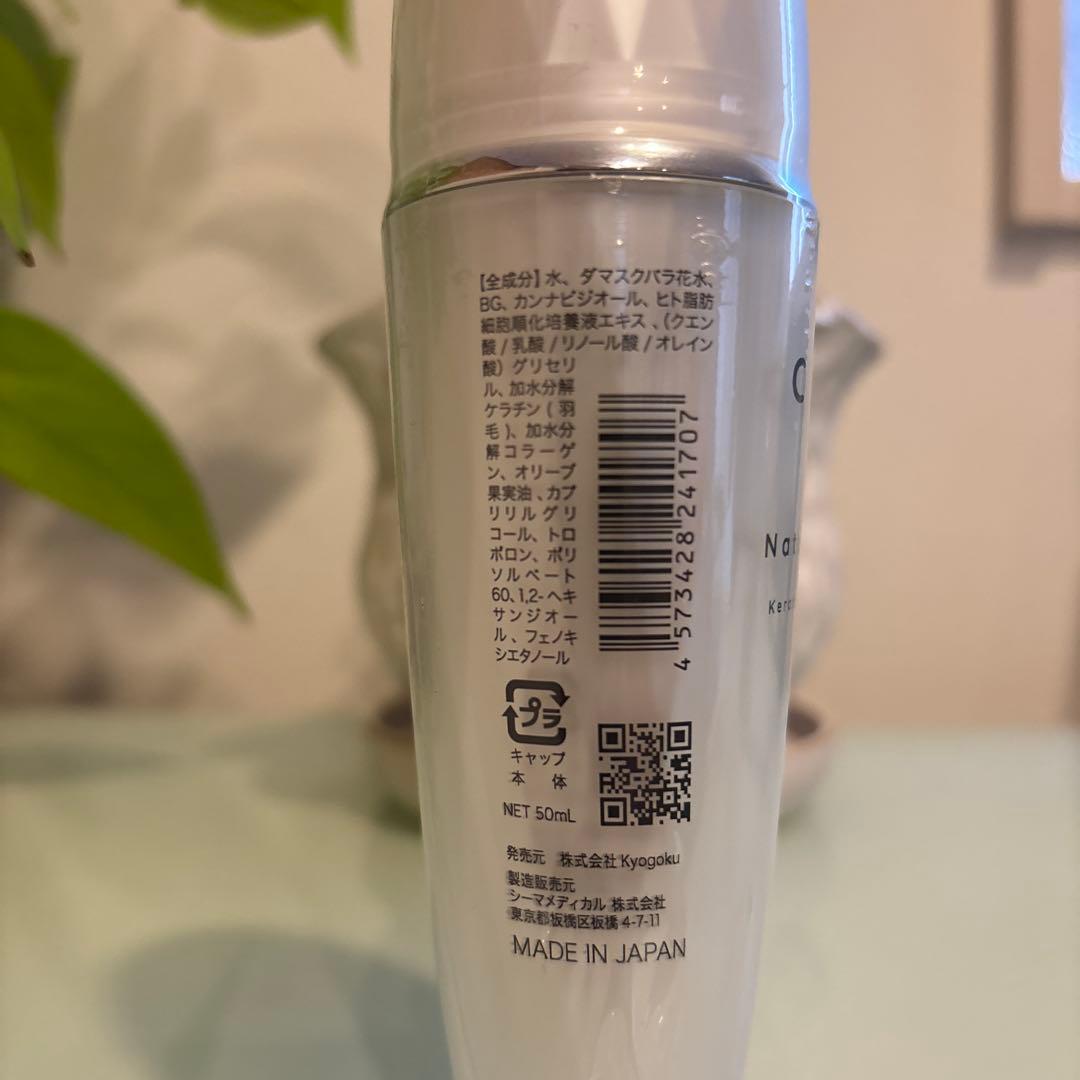 【全成分】水、ダマスクバラ花水、
BG、カンナビジオール、ヒト脂肪
細胞順化培養液エキス、(クエン
酸/乳酸/リノール酸/オレイン
酸)グリセリ
ル、加水分解
ケラチン(羽
毛)、加水分
解コラーゲ
ン、オリーブ
果実油、カプ
リリルグリ
コール、トロ
ポロン、ポリ
ソルベート
60、1,2-ヘキ
サンジオー
ル、フェノキ
シエタノール
4573428241707
プラ
キャップ
本 体
NET 50mL
発売元 株式会社Kyogoku
製造販売元
シーマメディカル 株式会社
東京都板橋区板橋 4-7-11
MADE IN JAPAN